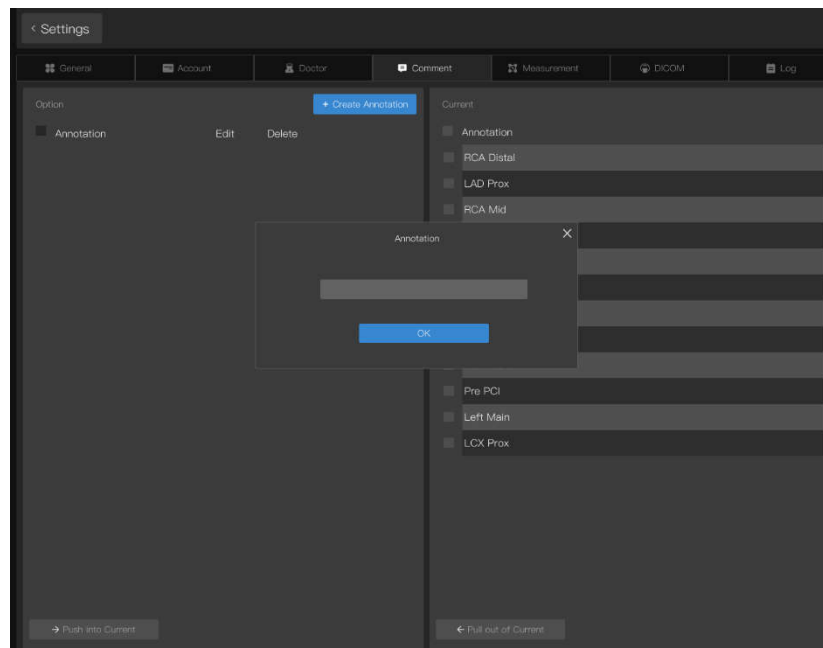 < Settings
General
Account
Doctor
Comment
Measurement
DICOM
Log
Option
+ Create Annotation
Annotation Edit Delete
→ Push into Current
Current
Annotation
RCA Distal
LAD Prox
RCA Mid
Pre PCI
Left Main
LCX Prox
← Pull out of Current
Annotation
OK